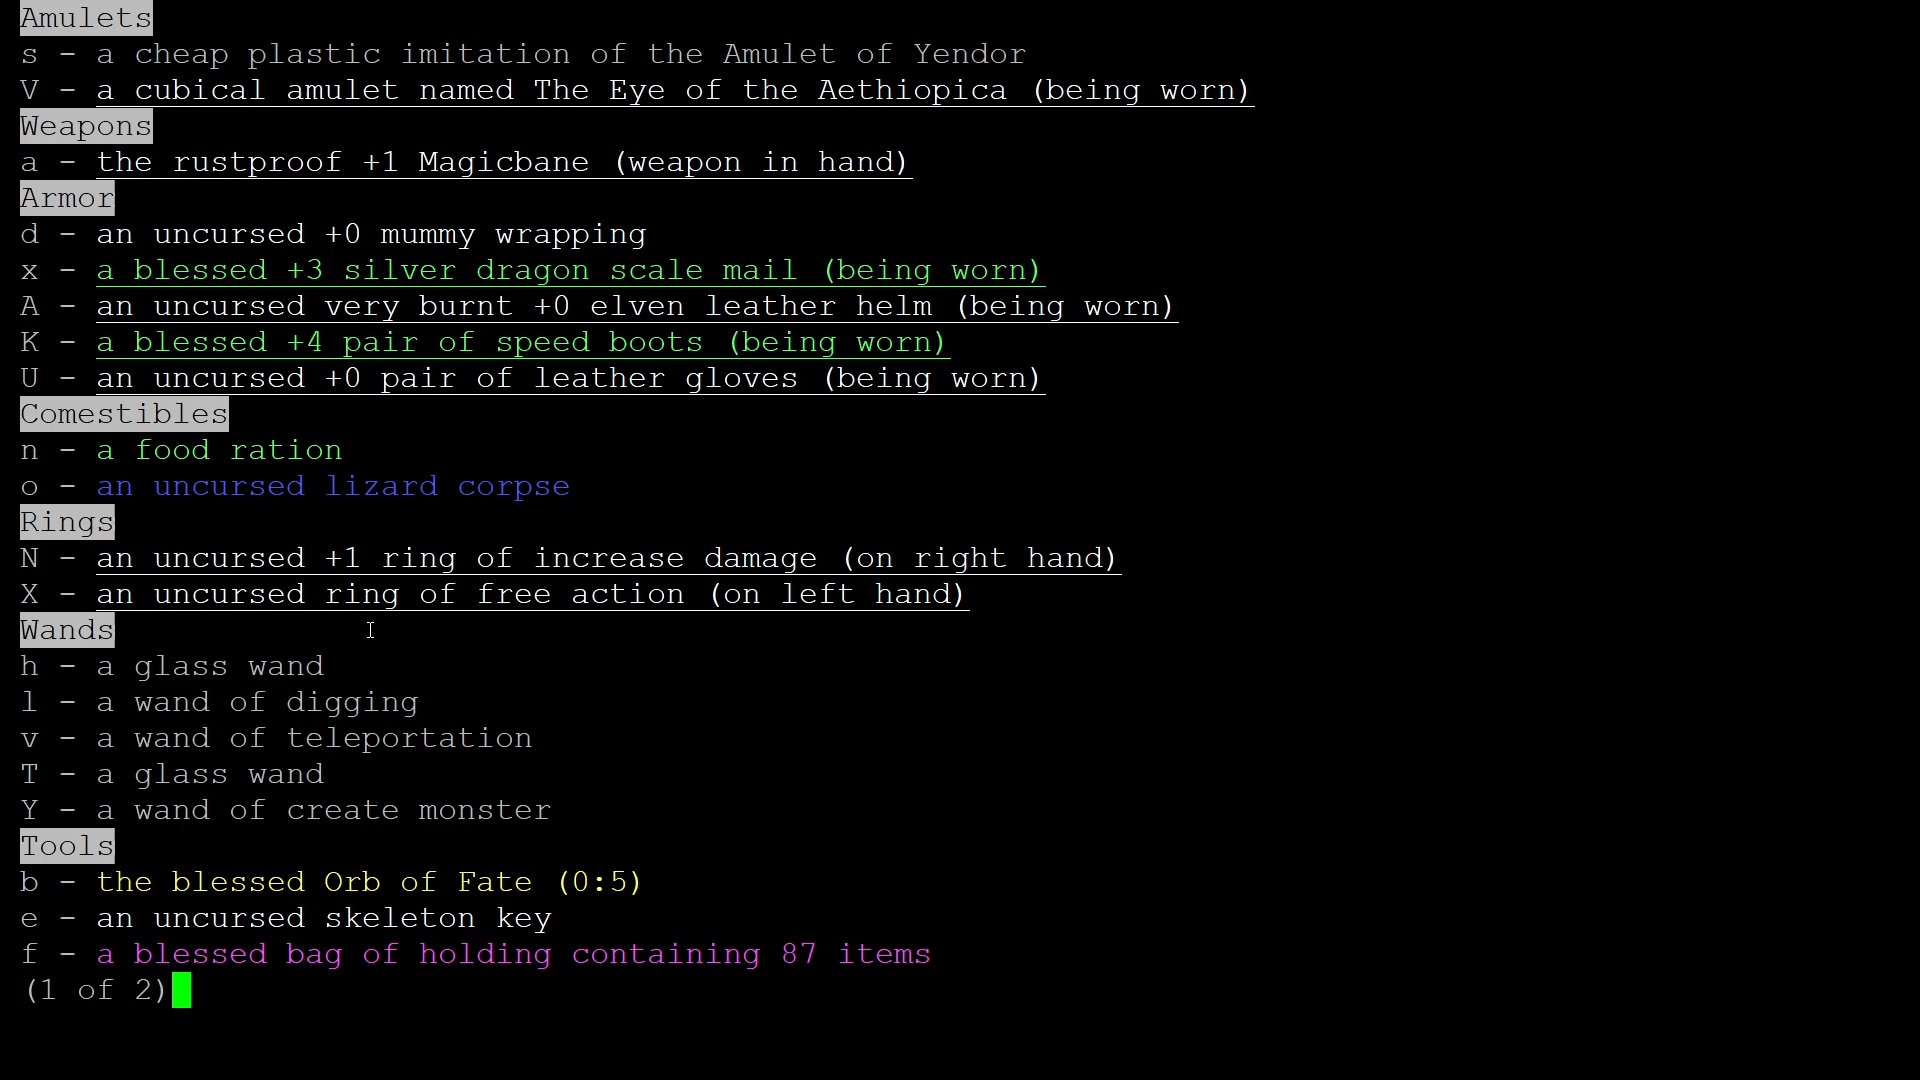 Amulets
s - a cheap plastic imitation of the Amulet of Yendor
V - a cubical amulet named The Eye of the Aethiopica (being worn)
Weapons
a - the rustproof +1 Magicbane (weapon in hand)
Armor
d - an uncursed +0 mummy wrapping
x - a blessed +3 silver dragon scale mail (being worn)
A - an uncursed very burnt +0 elven leather helm (being worn)
K - a blessed +4 pair of speed boots (being worn)
U - an uncursed +0 pair of leather gloves (being worn)
Comestibles
n - a food ration
o - an uncursed lizard corpse
Rings
N - an uncursed +1 ring of increase damage (on right hand)
X - an uncursed ring of free action (on left hand)
Wands
h - a glass wand
l - a wand of digging
v - a wand of teleportation
T - a glass wand
Y - a wand of create monster
Tools
b - the blessed Orb of Fate (0:5)
e - an uncursed skeleton key
f - a blessed bag of holding containing 87 items
(1 of 2)